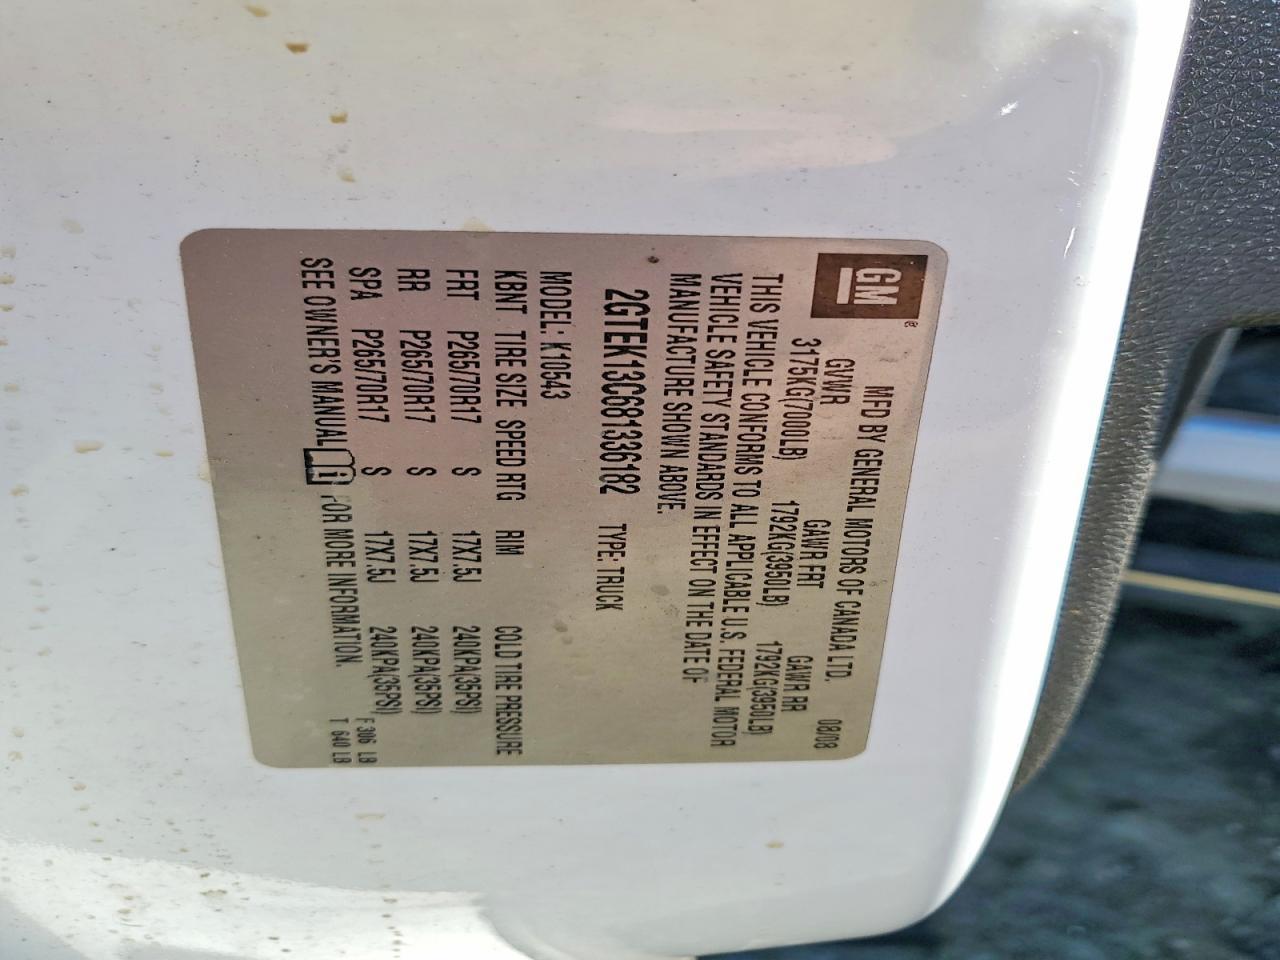 GM
MFD BY GENERAL MOTORS OF CANADA LTD. 08/08
GVWR GAWR FRT GAWR RR
3175KG(7000LB) 1792KG(3950LB) 1792KG(3950LB)
THIS VEHICLE CONFORMS TO ALL APPLICABLE U.S. FEDERAL MOTOR
VEHICLE SAFETY STANDARDS IN EFFECT ON THE DATE OF
MANUFACTURE SHOWN ABOVE.
2GTEK13C681336182 TYPE: TRUCK
MODEL: K10543
KBNT TIRE SIZE SPEED RTG RIM COLD TIRE PRESSURE
FRT P265/70R17 S 17X7.5J 240KPA(35PSI)
RR P265/70R17 S 17X7.5J 240KPA(35PSI)
SPA P265/70R17 S 17X7.5J 240KPA(35PSI)
SEE OWNER'S MANUAL FOR MORE INFORMATION.
F 306 LB
T 640 LB